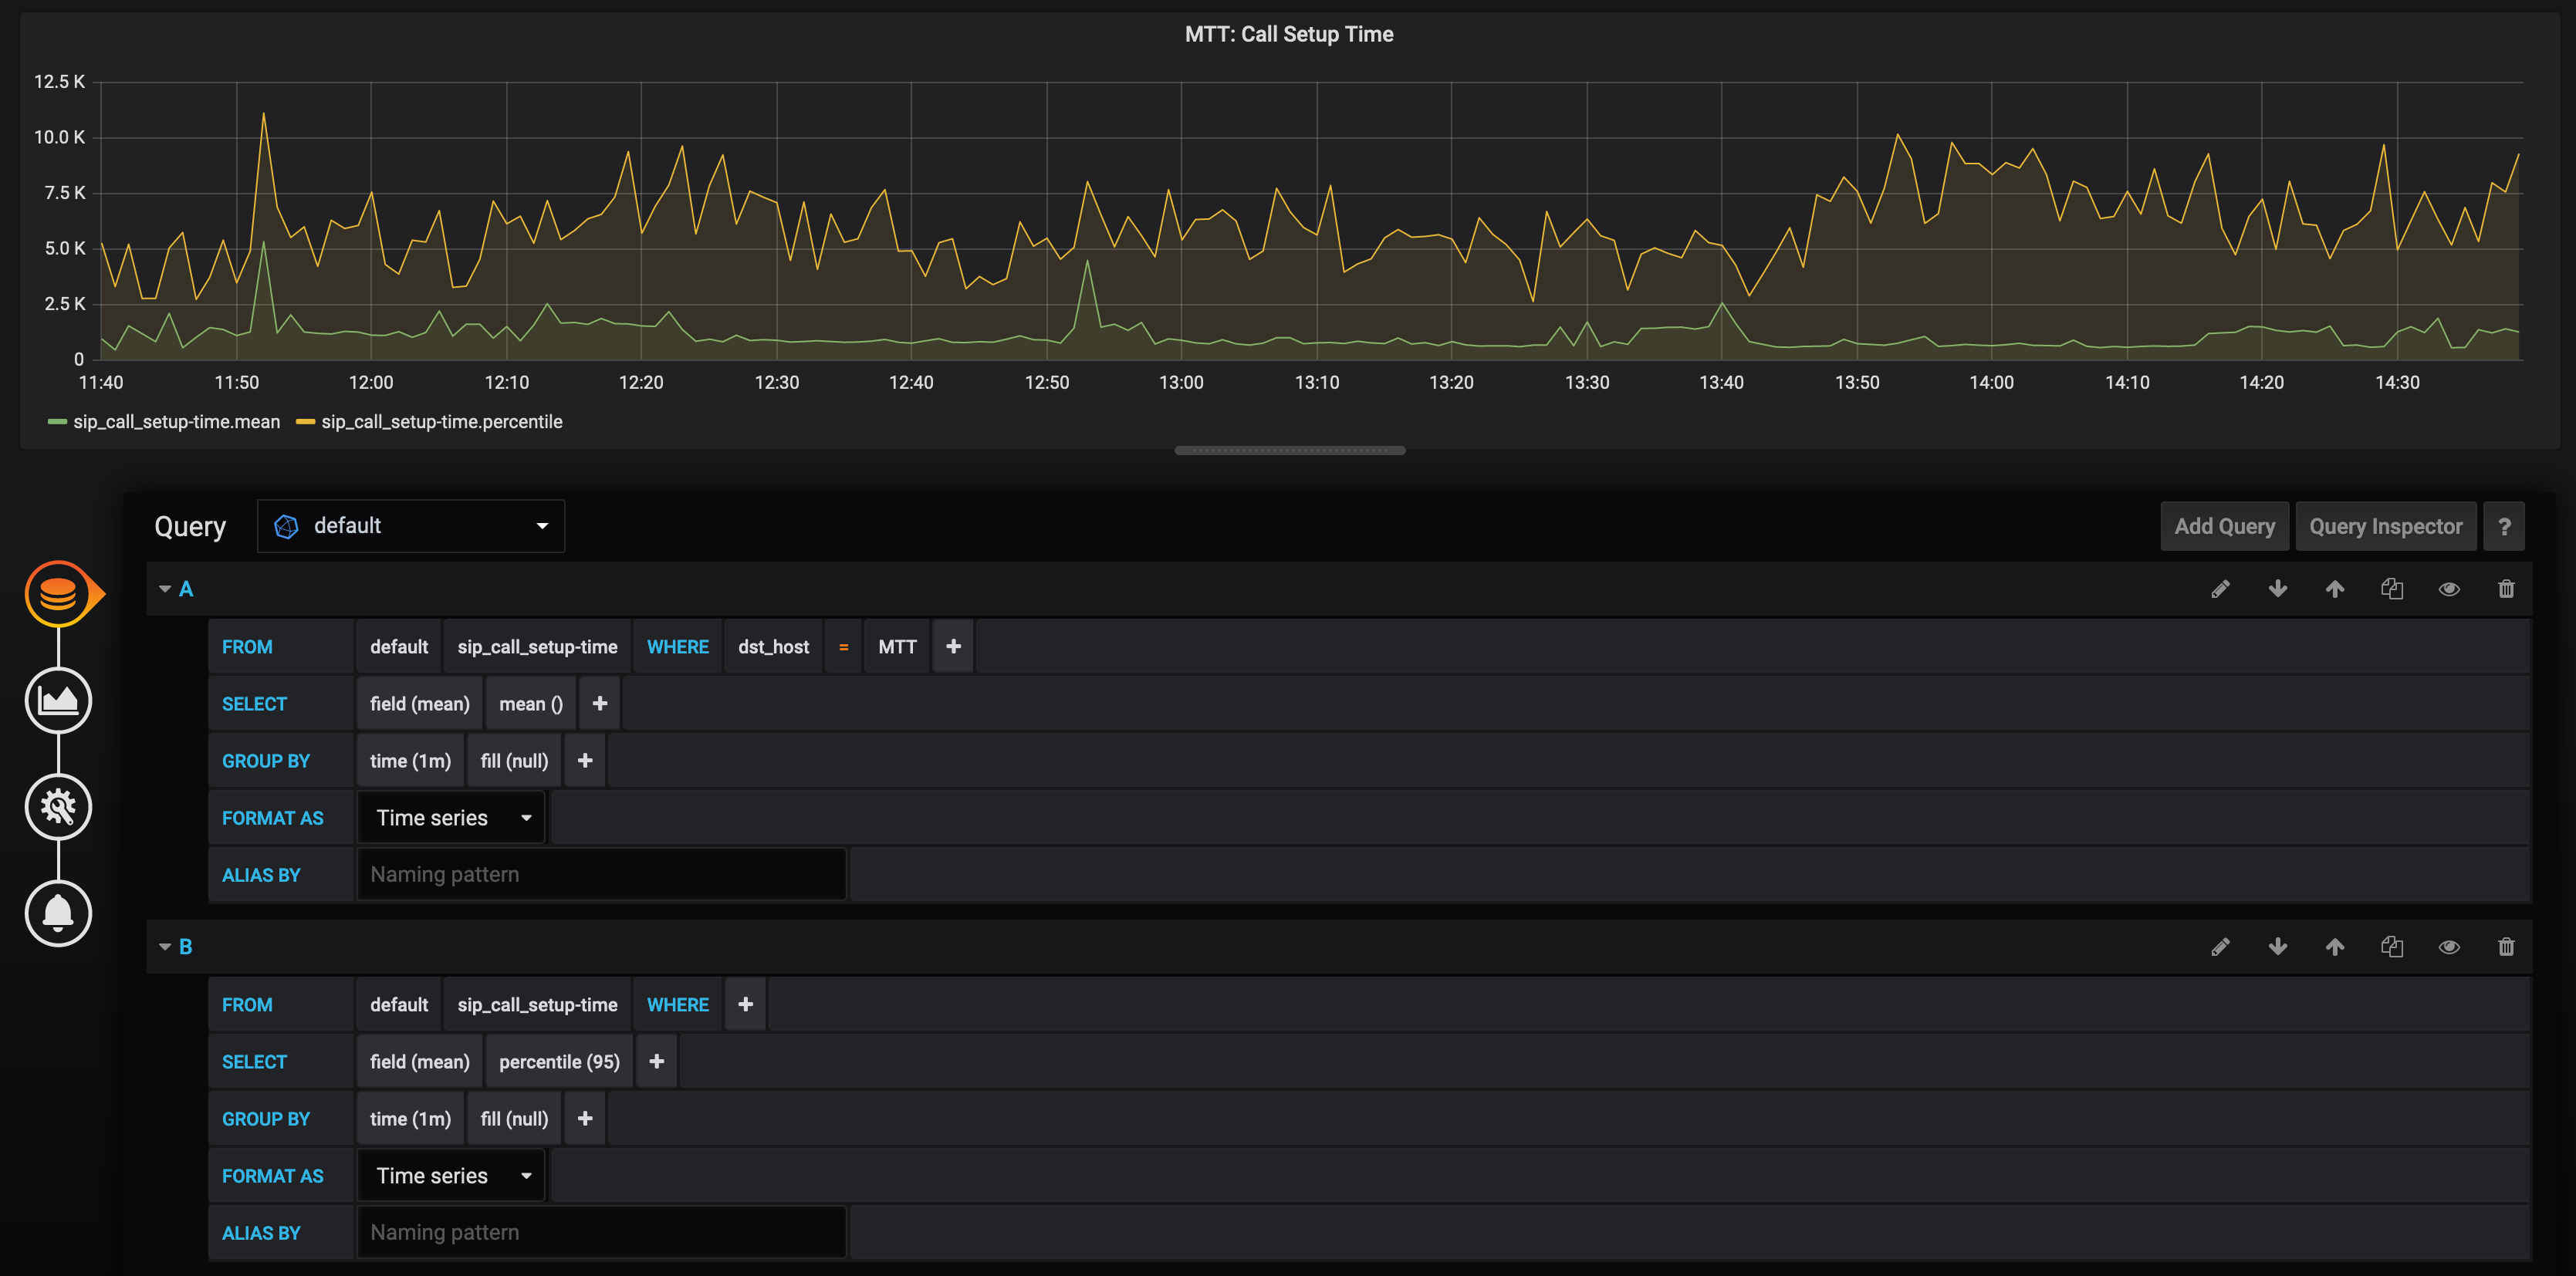 MTT: Call Setup Time
12.5 K
10.0 K
7.5 K
5.0 K
2.5 K
0
11:40 11:50 12:00 12:10 12:20 12:30 12:40 12:50 13:00 13:10 13:20 13:30 13:40 13:50 14:00 14:10 14:20 14:30
sip_call_setup-time.mean sip_call_setup-time.percentile
Query default Add Query Query Inspector ?
A
FROM default sip_call_setup-time WHERE dst_host = MTT +
SELECT field (mean) mean () +
GROUP BY time (1m) fill (null) +
FORMAT AS Time series
ALIAS BY Naming pattern
B
FROM default sip_call_setup-time WHERE +
SELECT field (mean) percentile (95) +
GROUP BY time (1m) fill (null) +
FORMAT AS Time series
ALIAS BY Naming pattern